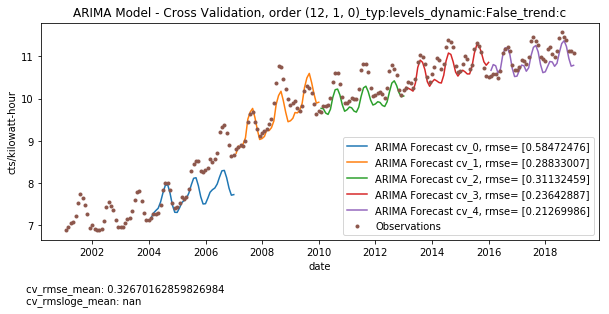 ARIMA Model - Cross Validation, order (12, 1, 0)_typ:levels_dynamic:False_trend:c
cts/kilowatt-hour
11
10
9
8
7
2002 2004 2006 2008 2010 2012 2014 2016 2018
date
ARIMA Forecast cv_0, rmse= [0.58472476]
ARIMA Forecast cv_1, rmse= [0.28833007]
ARIMA Forecast cv_2, rmse= [0.31132459]
ARIMA Forecast cv_3, rmse= [0.23642887]
ARIMA Forecast cv_4, rmse= [0.21269986]
Observations
cv_rmse_mean: 0.32670162859826984
cv_rmsloge_mean: nan